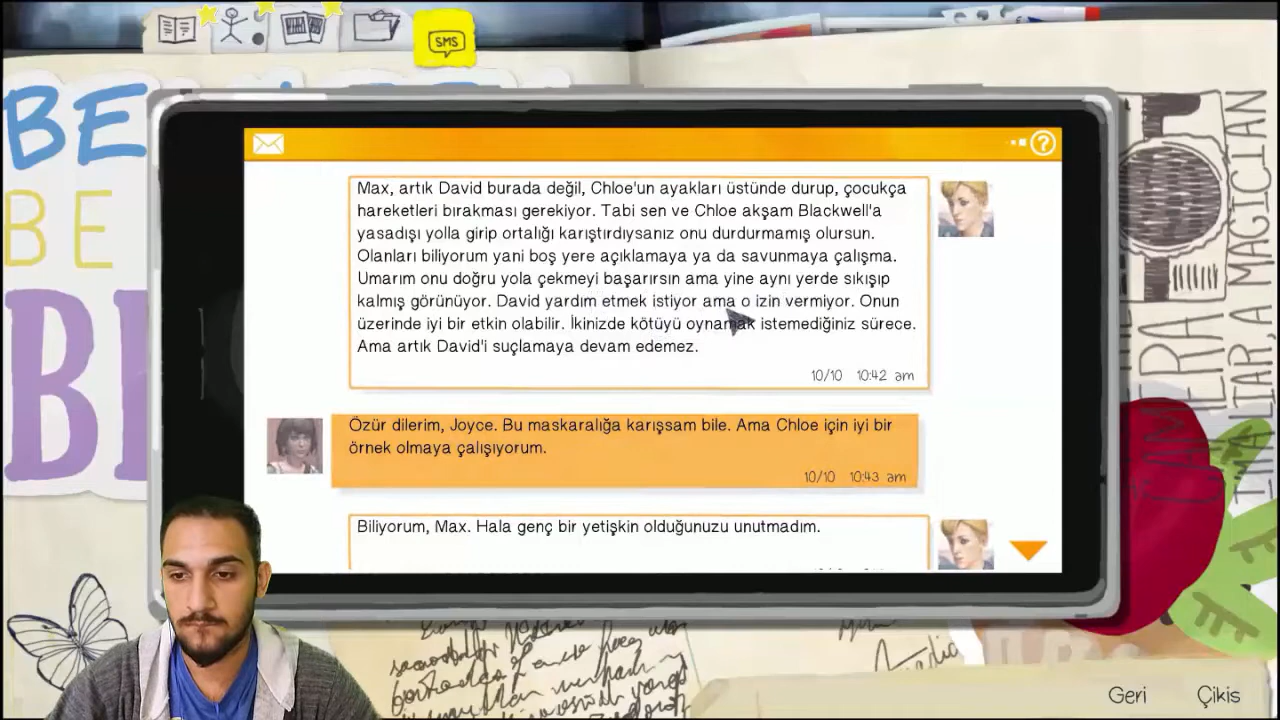 SMS
BE
BE
Max, artık David burada değil, Chloe'un ayakları üstünde durup, çocukça
hareketleri bırakması gerekiyor. Tabi sen ve Chloe akşam Blackwell'a
yasadışı yolla girip ortalığı karıştırdıysanız onu durdurmamış olursun.
Olanları biliyorum yani boş yere açıklamaya ya da savunmaya çalışma.
Umarım onu doğru yola çekmeyi başarırsın ama yine aynı yerde sıkışıp
kalmış görünüyor. David yardım etmek istiyor ama o izin vermiyor. Onun
üzerinde iyi bir etkin olabilir. İkinizde kötüyü oynamak istemediğiniz sürece.
Ama artık David'i suçlamaya devam edemez.
10/10 10:42 am
Özür dilerim, Joyce. Bu maskaralığa karışsam bile. Ama Chloe için iyi bir
örnek olmaya çalışıyorum.
10/10 10:43 am
Biliyorum, Max. Hala genç bir yetişkin olduğunuzu unutmadım.
Geri Çikis